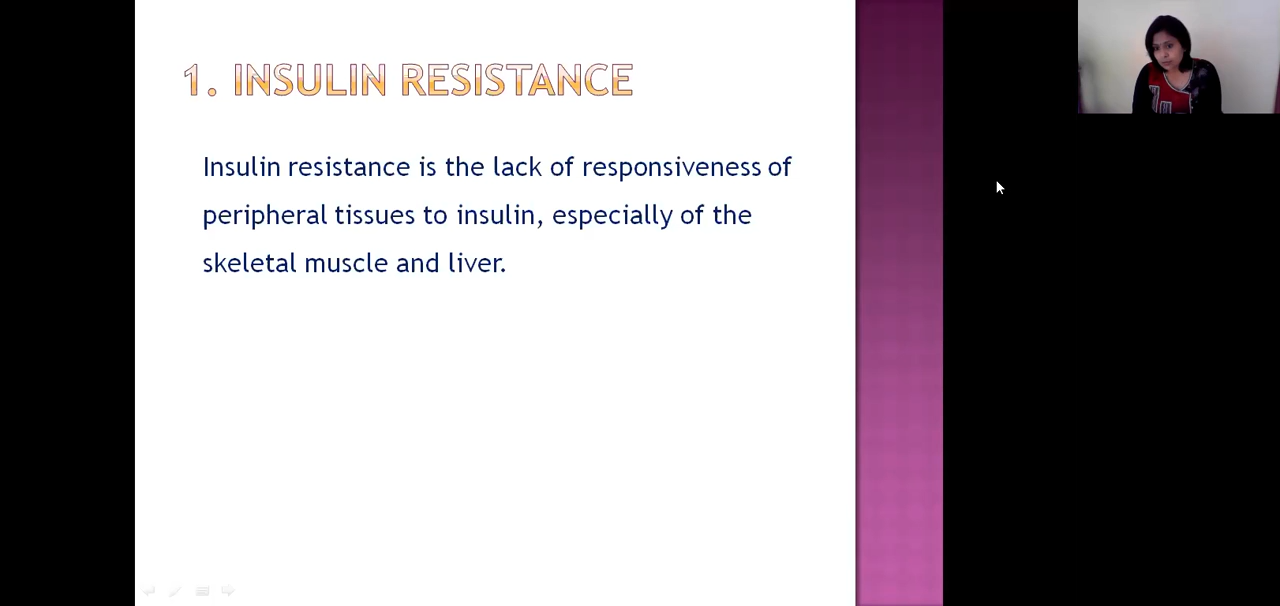 1. INSULIN RESISTANCE
Insulin resistance is the lack of responsiveness of
peripheral tissues to insulin, especially of the
skeletal muscle and liver.